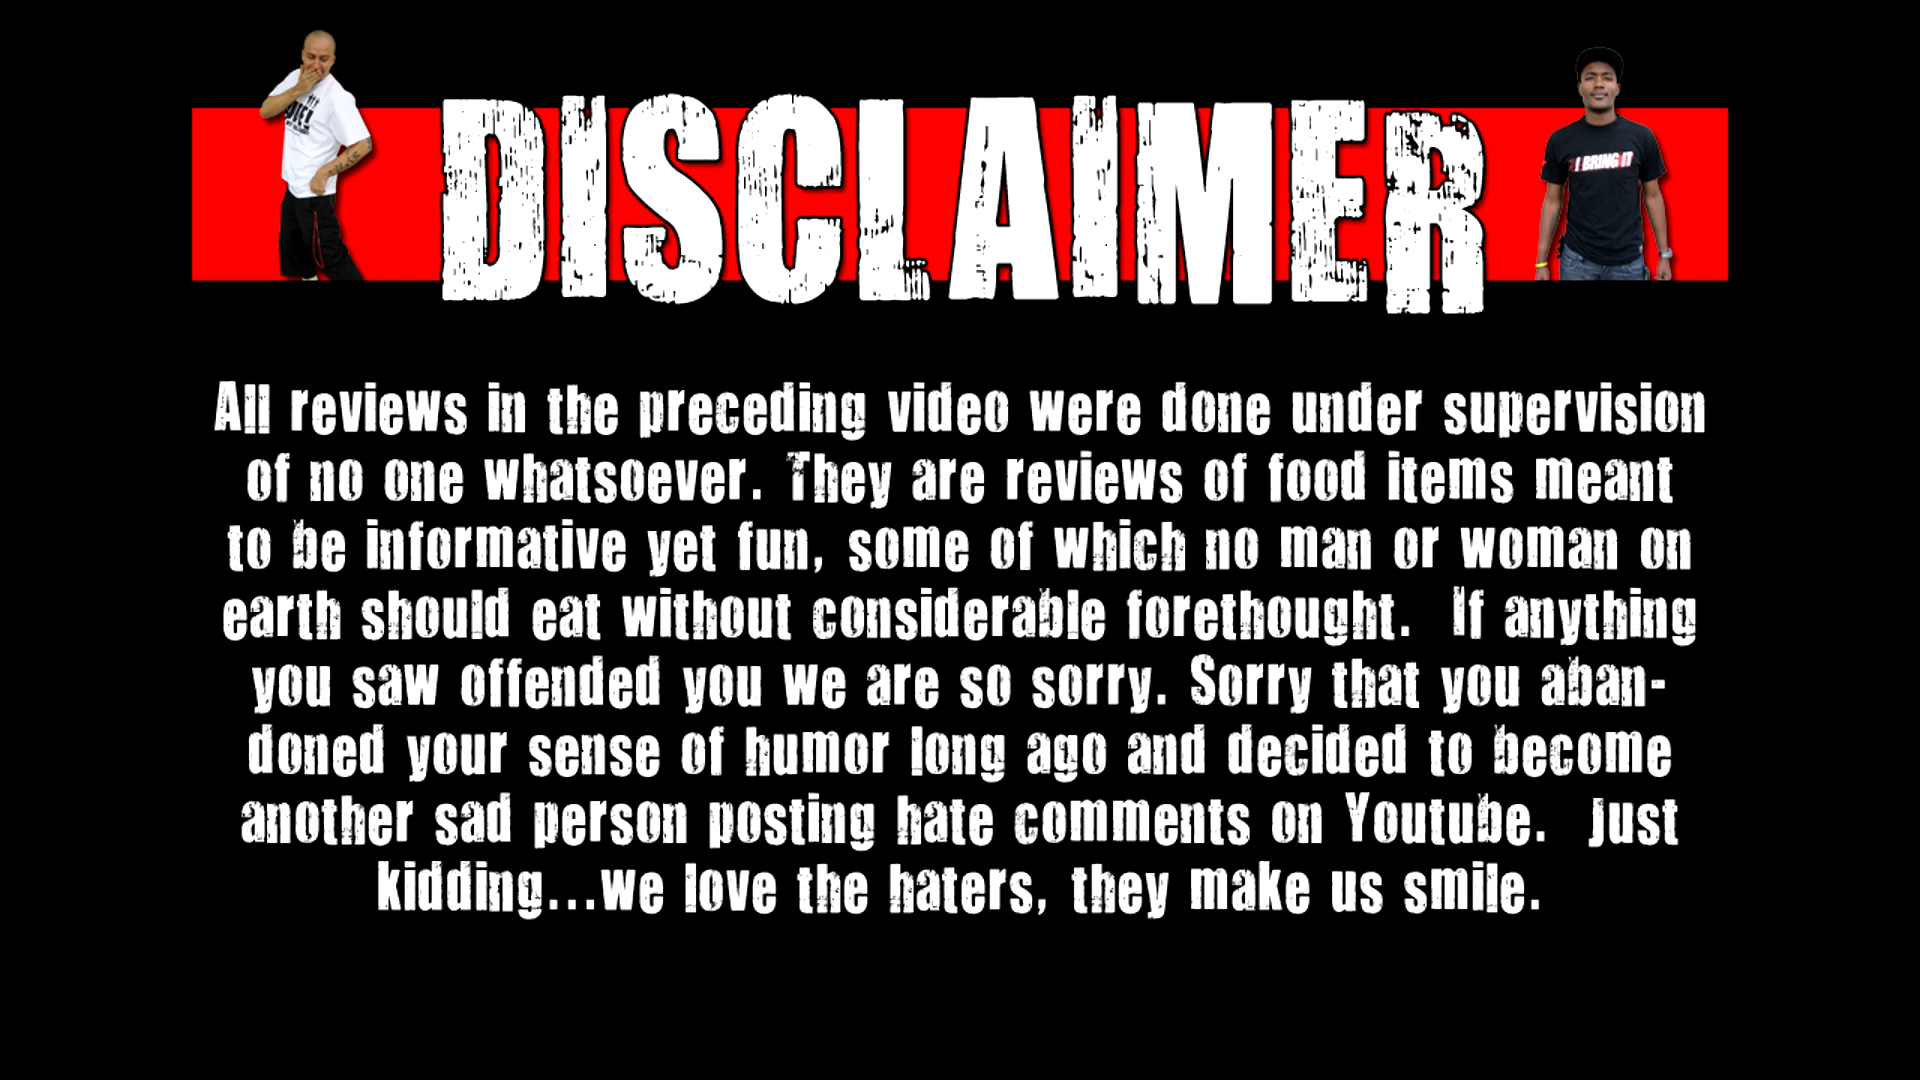 DISCLAIMER
DIE!
I BRING IT
All reviews in the preceding video were done under supervision
of no one whatsoever. They are reviews of food items meant
to be informative yet fun, some of which no man or woman on
earth should eat without considerable forethought. If anything
you saw offended you we are so sorry. Sorry that you aban-
doned your sense of humor long ago and decided to become
another sad person posting hate comments on Youtube. Just
kidding...we love the haters, they make us smile.